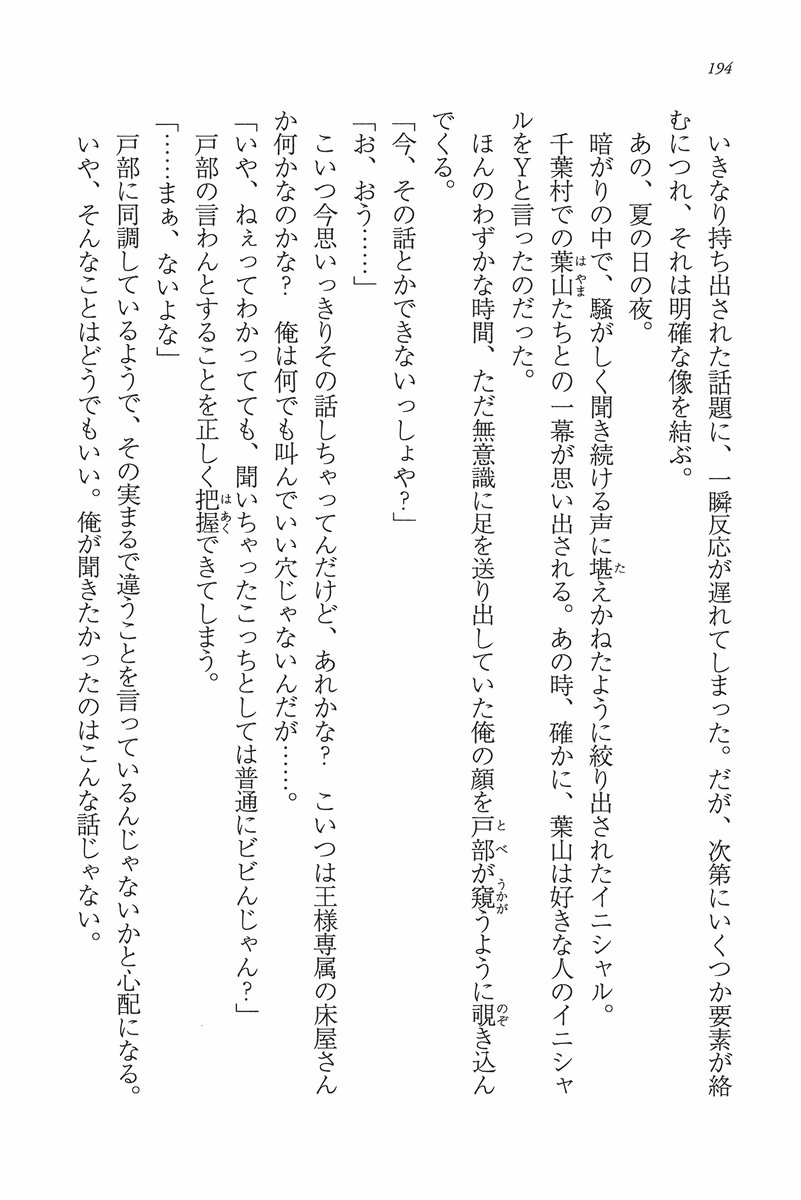 194
いきなり持ち出された話題に、一瞬反応が遅れてしまった。だが、次第にいくつか要素が絡
むにつれ、それは明確な像を結ぶ。
あの、夏の日の夜。
暗がりの中で、騒がしく聞き続ける声に堪えかねたように絞り出されたイニシャル。
千葉村での葉山たちとの一幕が思い出される。あの時、確かに、葉山は好きな人のイニシャ
ルをＹと言ったのだった。
ほんのわずかな時間、ただ無意識に足を送り出していた俺の顔を戸部が窺うように覗き込ん
でくる。
「今、その話とかできないっしょや？」
「お、おう……」
こいつ今思いっきりその話しちゃってんだけど、あれかな？　こいつは王様専属の床屋さん
か何かなのかな？　俺は何でも叫んでいい穴じゃないんだが……。
「いや、ねぇってわかってても、聞いちゃったこっちとしては普通にビビんじゃん？」
戸部の言わんとすることを正しく把握できてしまう。
「……まぁ、ないよな」
戸部に同調しているようで、その実まるで違うことを言っているんじゃないかと心配になる。
いや、そんなことはどうでもいい。俺が聞きたかったのはこんな話じゃない。